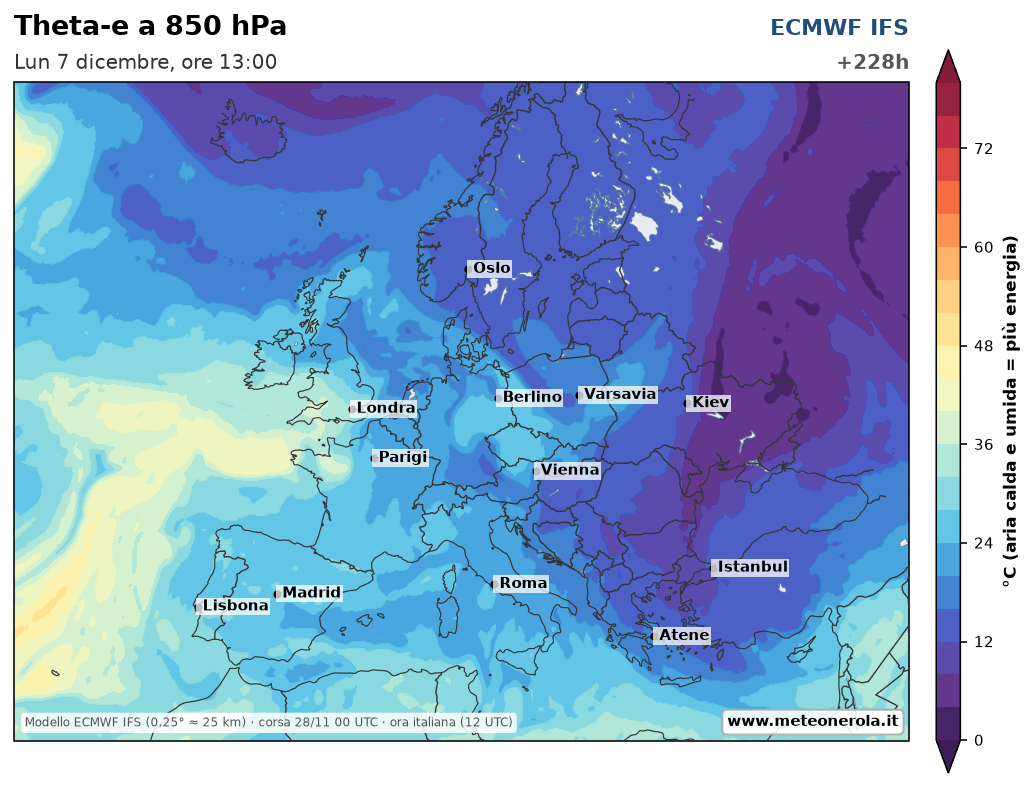 Theta-e a 850 hPa
ECMWF IFS
Lun 7 dicembre, ore 13:00
+228h
72
60
48
36
24
12
0
°C (aria calda e umida = più energia)
Oslo
Berlino
Varsavia
Kiev
Londra
Parigi
Vienna
Istanbul
Roma
Madrid
Lisbona
Atene
Modello ECMWF IFS (0,25° ≈ 25 km) · corsa 28/11 00 UTC · ora italiana (12 UTC)
www.meteonerola.it